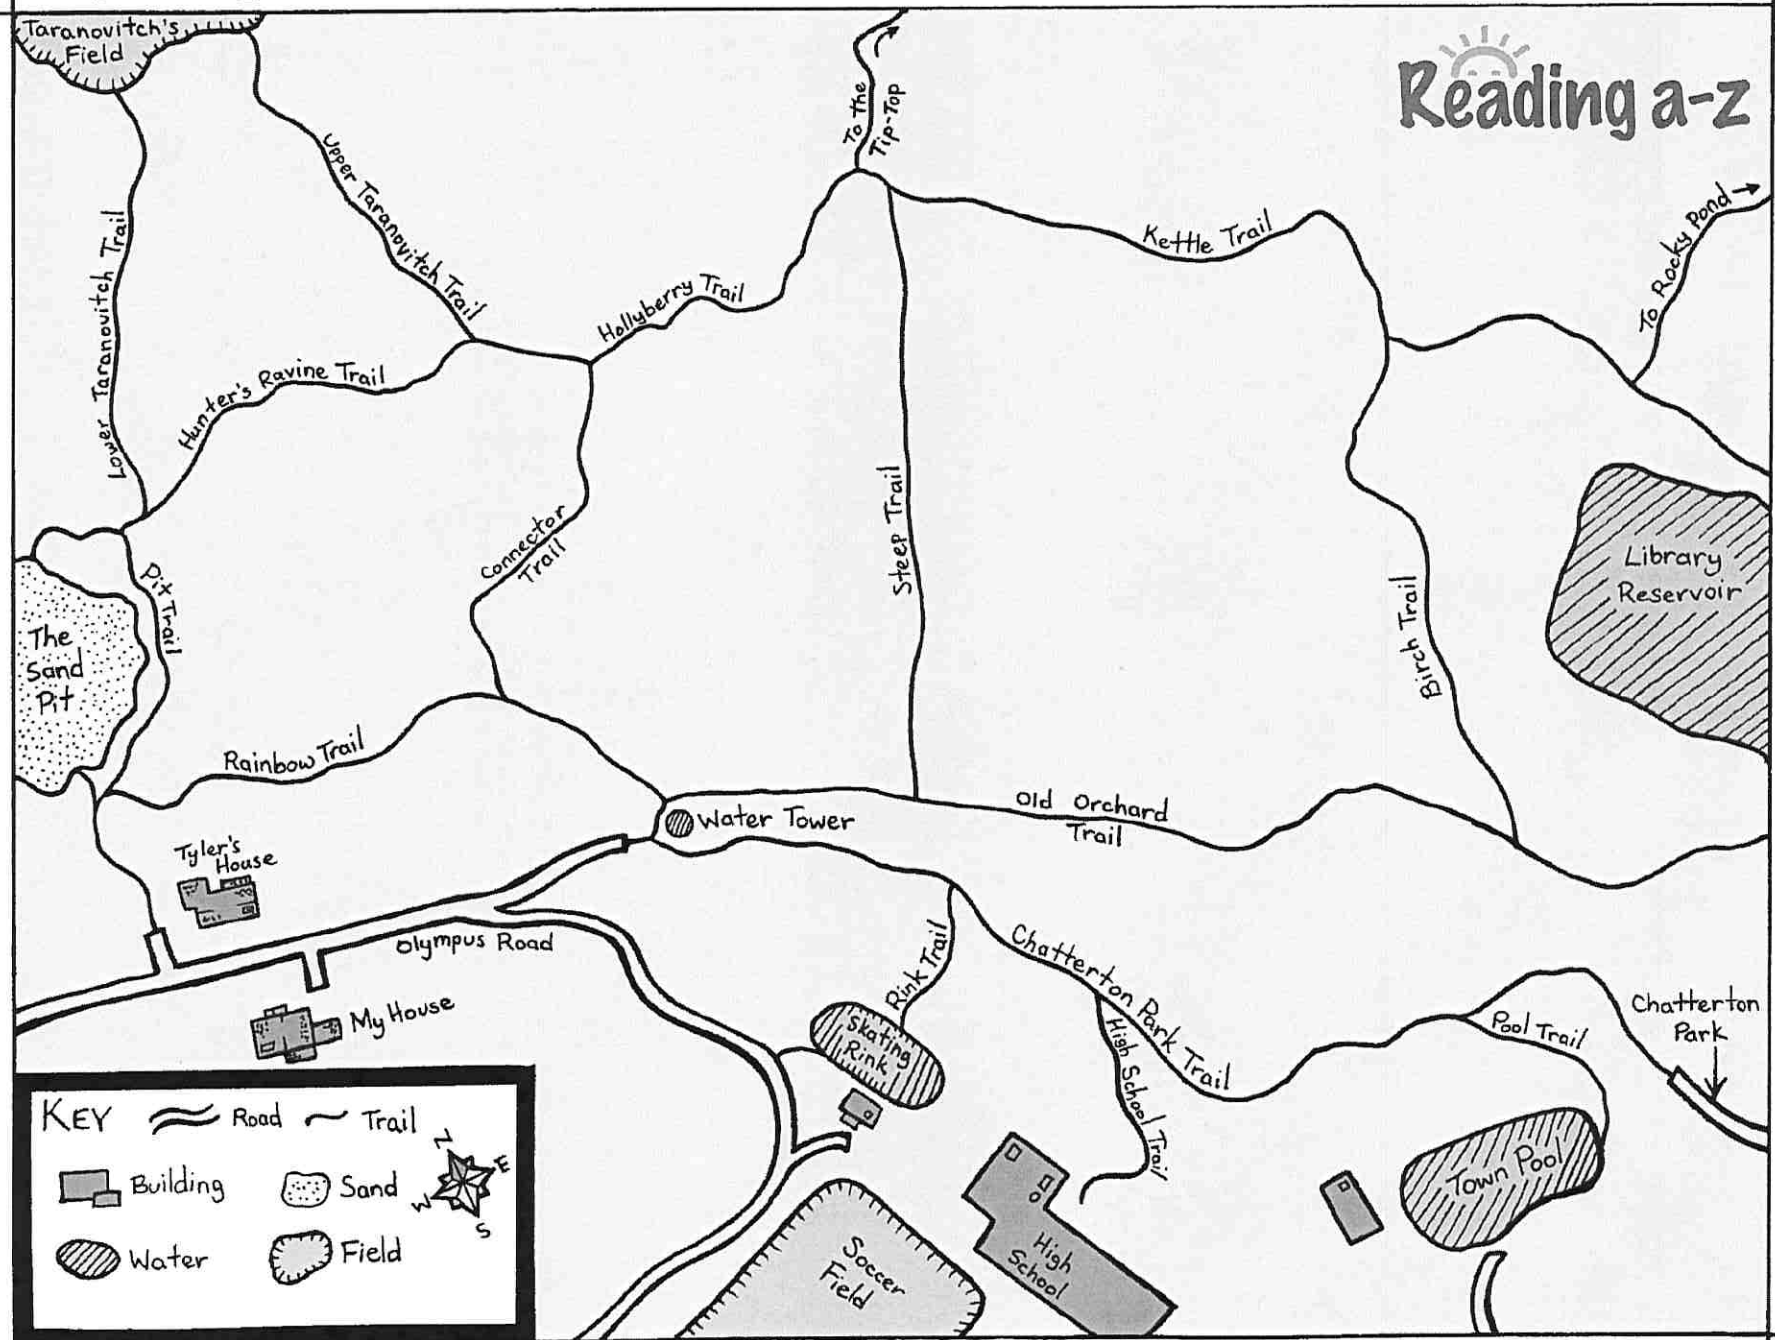 Taranovitch's
Field
To the
Tip-Top
Reading a-z
Upper Taranovitch Trail
Lower Taranovitch Trail
Kettle Trail
To Rocky Pond
Hollyberry Trail
Hunter's Ravine Trail
Connector
Trail
Steep Trail
Pit Trail
The
Sand
Pit
Birch Trail
Library
Reservoir
Rainbow Trail
Water Tower
Old Orchard
Trail
Tyler's
House
Olympus Road
My House
Rink Trail
Chatterton Park Trail
Skating
Rink
High School Trail
Pool Trail
Chatterton
Park
Town Pool
High
School
Soccer
Field
KEY
Road
Trail
Building
Sand
Water
Field
N
E
W
S